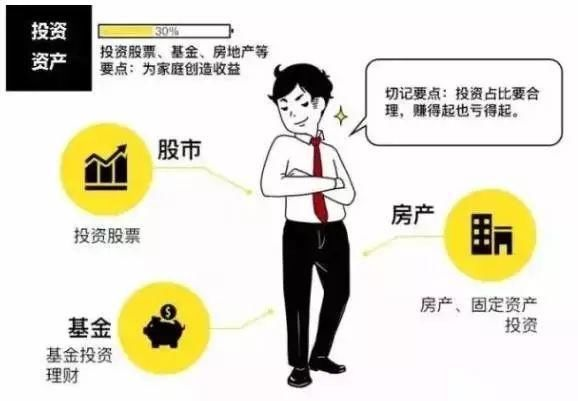 投资
资产
30%
投资股票、基金、房地产等
要点：为家庭创造收益
切记要点：投资占比要合
理，赚得起也亏得起。
股市
投资股票
房产
房产、固定资产
投资
基金
基金投资
理财
$